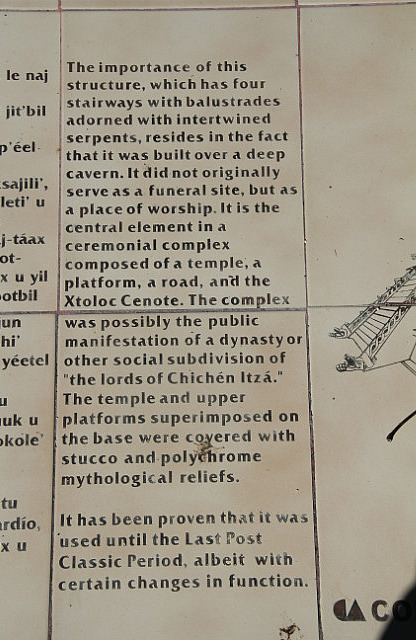 le naj
jit'bil
p'éel
sajili',
leti' u
j-táax
ot-
x u yil
ootbil
jun
hi'
yéetel
u
uuk u
okole'
tu
ardío,
x u
The importance of this
structure, which has four
stairways with balustrades
adorned with intertwined
serpents, resides in the fact
that it was built over a deep
cavern. It did not originally
serve as a funeral site, but as
a place of worship. It is the
central element in a
ceremonial complex
composed of a temple, a
platform, a road, and the
Xtoloc Cenote. The complex
was possibly the public
manifestation of a dynasty or
other social subdivision of
"the lords of Chichén Itzá."
The temple and upper
platforms superimposed on
the base were covered with
stucco and polychrome
mythological reliefs.
It has been proven that it was
used until the Last Post
Classic Period, albeit with
certain changes in function.
CO